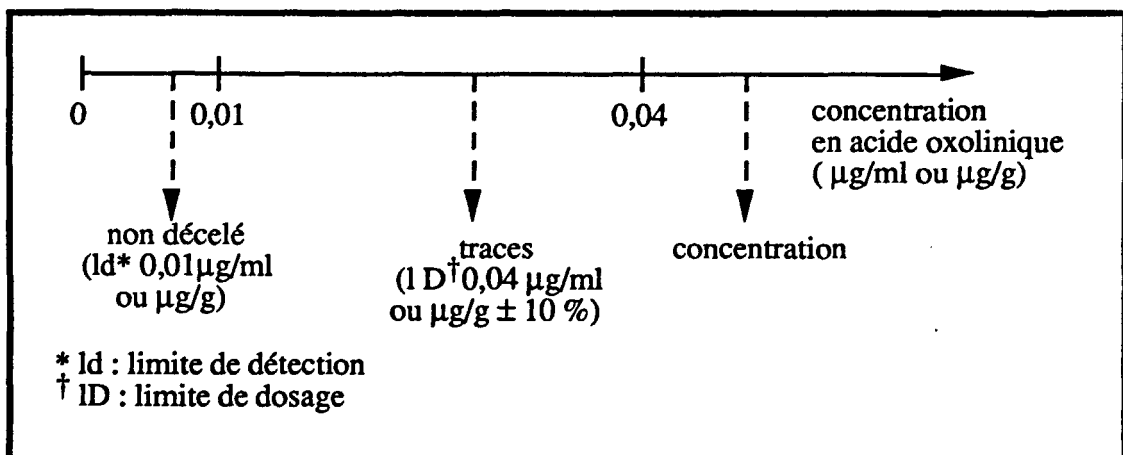 0
0,01
0,04
concentration
en acide oxolinique
( µg/ml ou µg/g)
non décelé
(ld* 0,01µg/ml
ou µg/g)
traces
(l D†0,04 µg/ml
ou µg/g ± 10 %)
concentration
* ld : limite de détection
† lD : limite de dosage